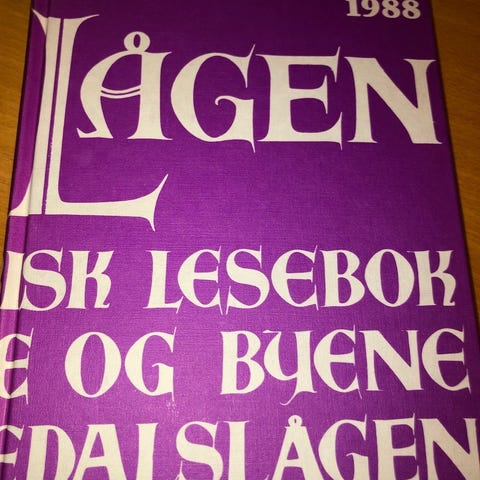 1988
LÅGEN
ISK LESEBOK
E OG BYENE
EDALSLÅGEN